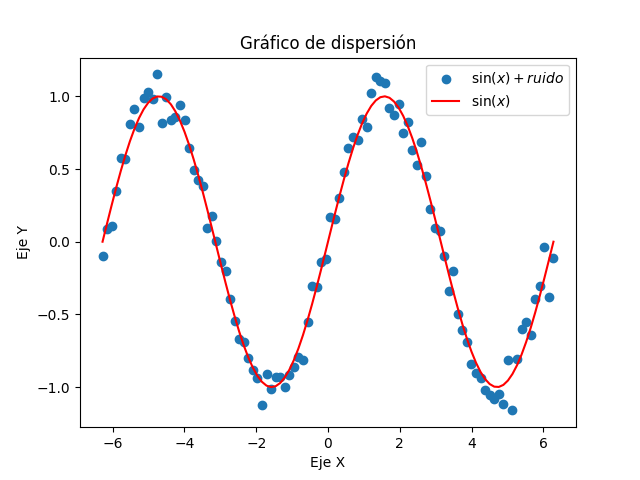 Gráfico de dispersión
sin(x) + ruido
sin(x)
Eje Y
1.0
0.5
0.0
−0.5
−1.0
−6 −4 −2 0 2 4 6
Eje X